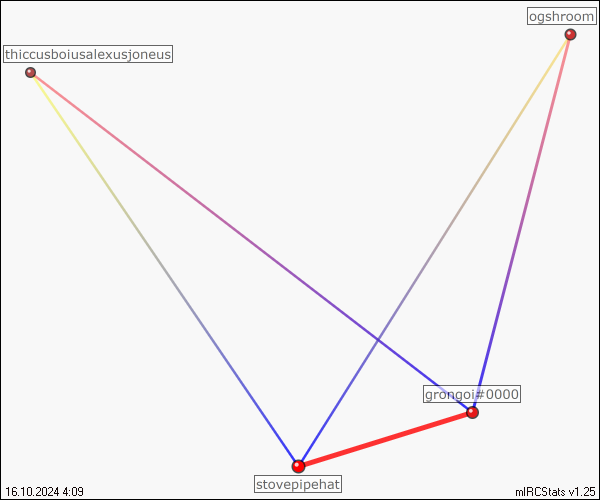 ogshroom
thiccusboiusalexusjoneus
grongoi#0000
stovepipehat
16.10.2024 4:09
mIRCStats v1.25